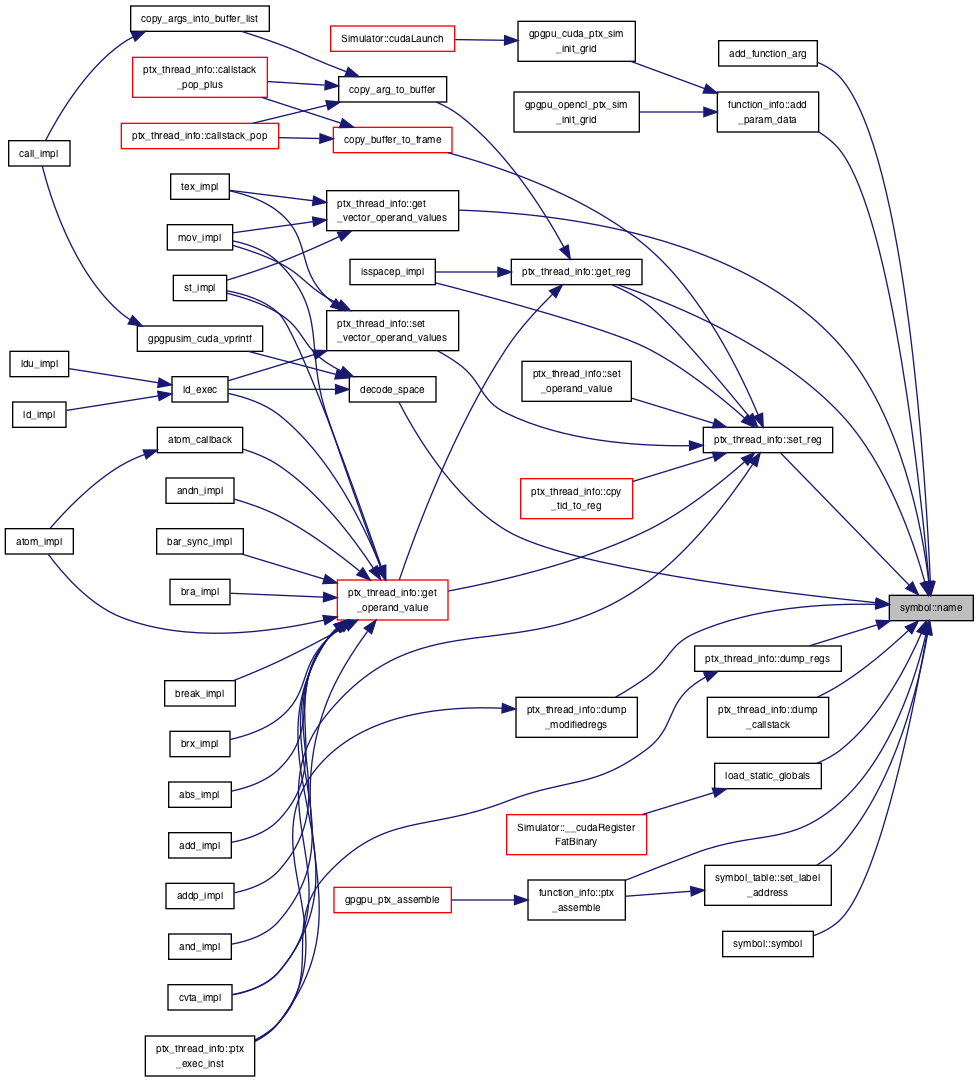 copy_args_into_buffer_list
Simulator::cudaLaunch
gpgpu_cuda_ptx_sim
_init_grid
add_function_arg
ptx_thread_info::callstack
_pop_plus
copy_arg_to_buffer
gpgpu_opencl_ptx_sim
_init_grid
function_info::add
_param_data
ptx_thread_info::callstack_pop
copy_buffer_to_frame
call_impl
tex_impl
ptx_thread_info::get
_vector_operand_values
mov_impl
isspacep_impl
ptx_thread_info::get_reg
st_impl
gpgpusim_cuda_vprintf
ptx_thread_info::set
_vector_operand_values
ldu_impl
ld_exec
decode_space
ptx_thread_info::set
_operand_value
ld_impl
atom_callback
ptx_thread_info::set_reg
andn_impl
ptx_thread_info::cpy
_tid_to_reg
atom_impl
bar_sync_impl
bra_impl
ptx_thread_info::get
_operand_value
symbol::name
break_impl
ptx_thread_info::dump_regs
ptx_thread_info::dump
_modifiedregs
ptx_thread_info::dump
_callstack
brx_impl
load_static_globals
abs_impl
Simulator::__cudaRegister
FatBinary
add_impl
addp_impl
gpgpu_ptx_assemble
function_info::ptx
_assemble
symbol_table::set_label
_address
and_impl
symbol::symbol
cvta_impl
ptx_thread_info::ptx
_exec_inst